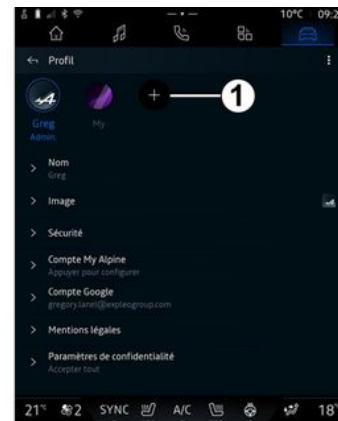 10°C 09:2
Profil
1
Greg
Admin
My
Nom
Greg
Image
Sécurité
Compte My Alpine
Appuyer pour configurer
Compte Google
gregory.lanel@expleogroup.com
Mentions légales
Paramètres de confidentialité
Accepter tout
21° 2 SYNC A/C 18°